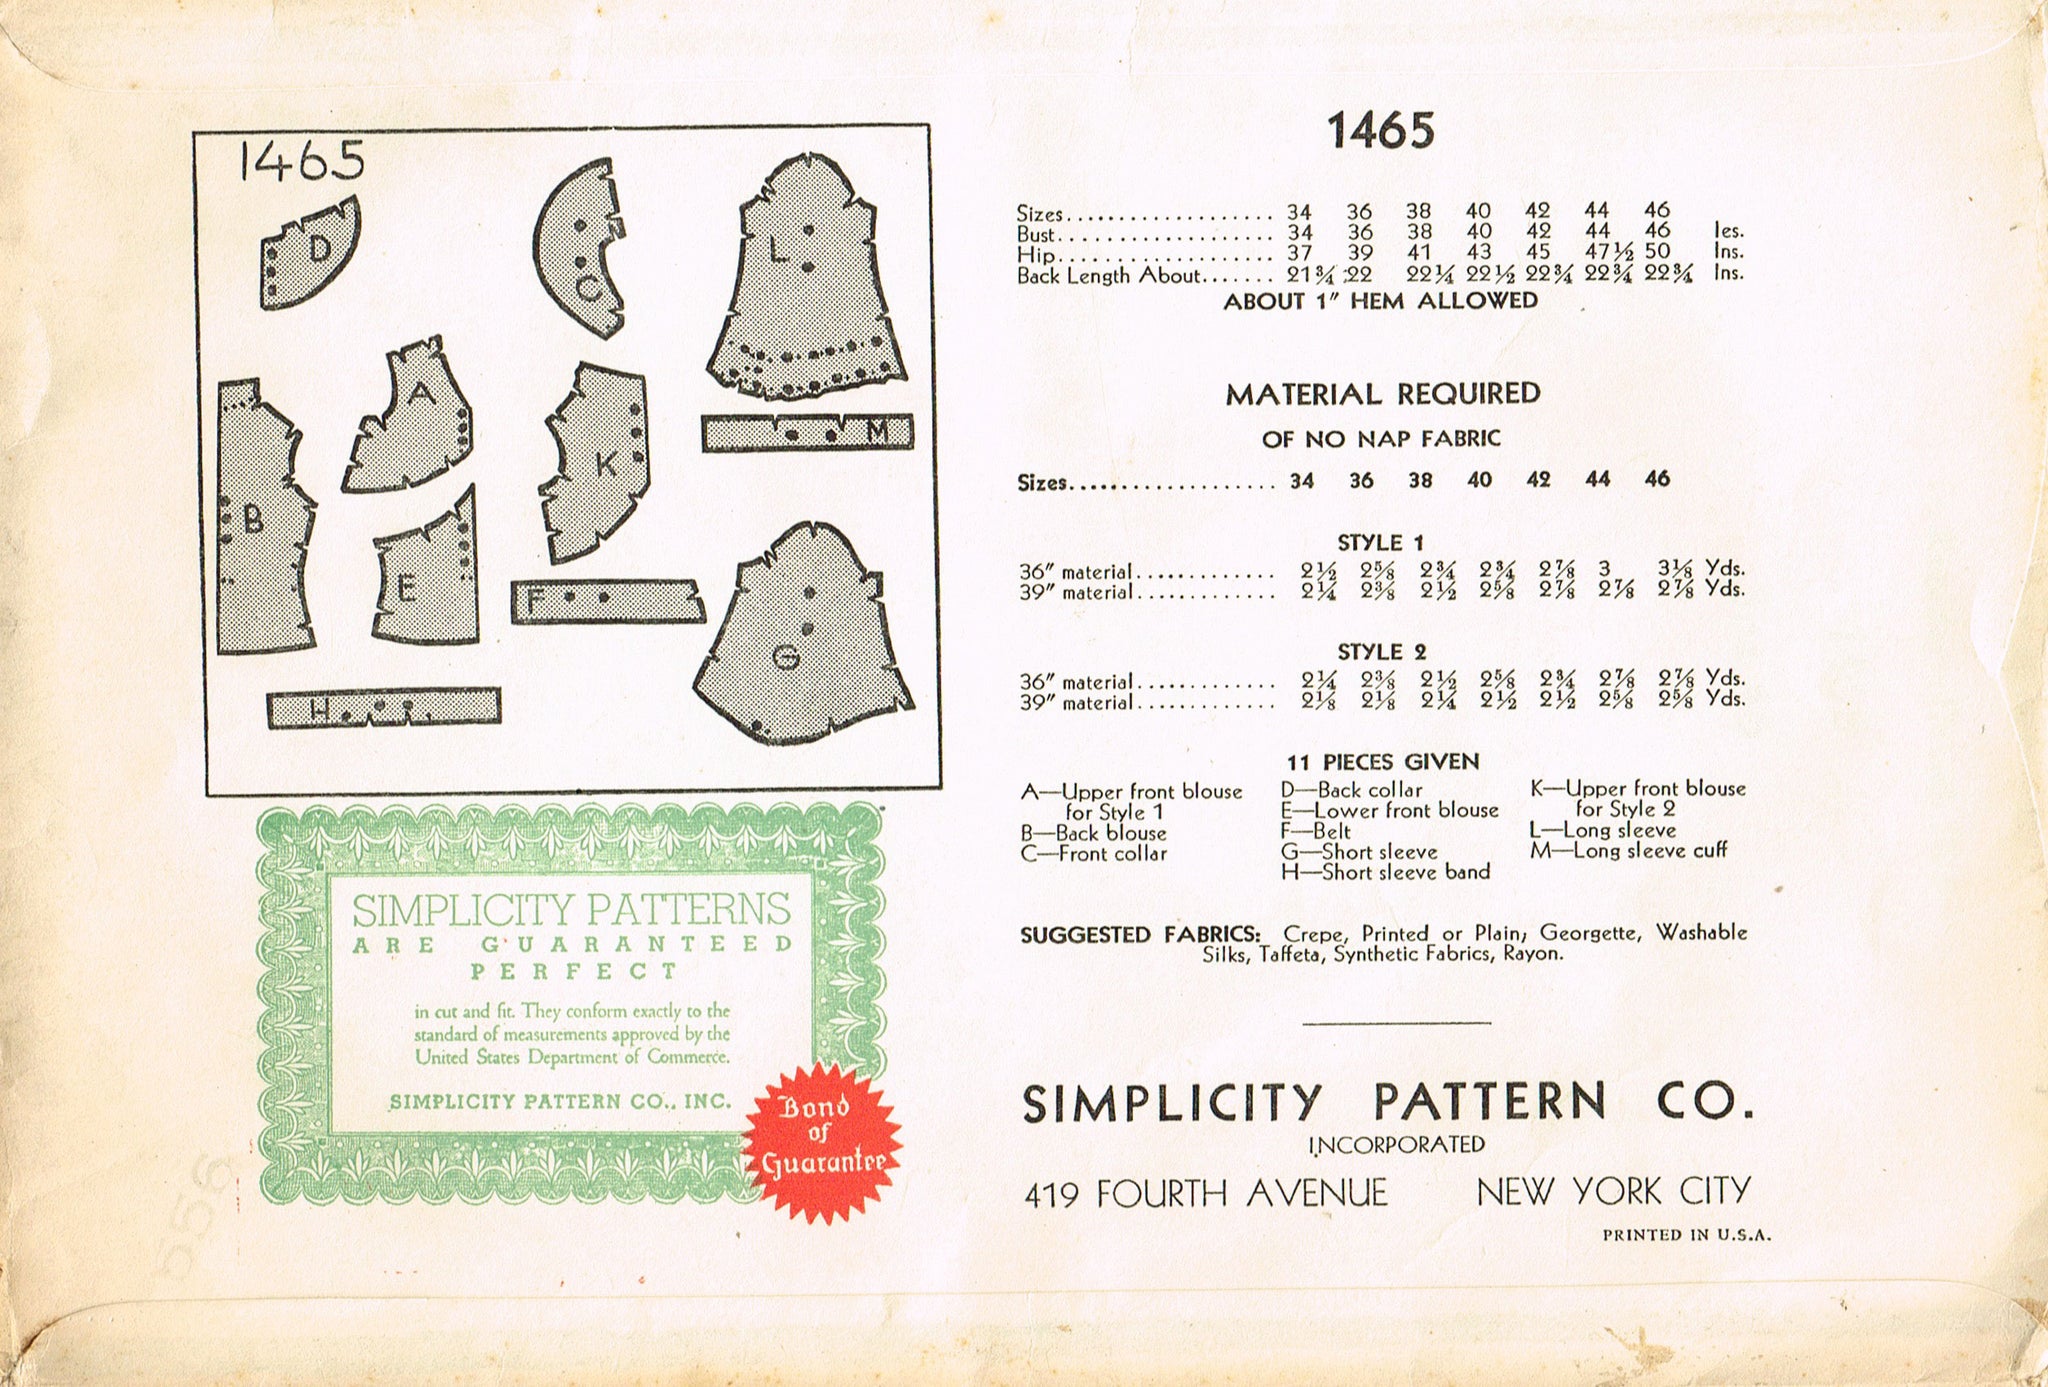 1465
D
C
L
A
B
K
M
E
F
G
H
SIMPLICITY PATTERNS
ARE GUARANTEED
PERFECT
in cut and fit. They conform exactly to the
standard of measurements approved by the
United States Department of Commerce.
SIMPLICITY PATTERN CO., INC.
Bond
of
Guarantee
556
1465
Sizes................... 34 36 38 40 42 44 46
Bust.................... 34 36 38 40 42 44 46 Ies.
Hip.................... 37 39 41 43 45 47½ 50 Ins.
Back Length About....... 21¾ 22 22¼ 22½ 22¾ 22¾ 22¾ Ins.
ABOUT 1" HEM ALLOWED
MATERIAL REQUIRED
OF NO NAP FABRIC
Sizes................... 34 36 38 40 42 44 46
STYLE 1
36" material............. 2½ 2⅝ 2¾ 2¾ 2⅞ 3 3⅛ Yds.
39" material............. 2¼ 2⅜ 2½ 2⅝ 2⅞ 2⅞ 2⅞ Yds.
STYLE 2
36" material............. 2¼ 2⅜ 2½ 2⅝ 2¾ 2⅞ 2⅞ Yds.
39" material............. 2⅛ 2⅛ 2¼ 2½ 2½ 2⅝ 2⅝ Yds.
11 PIECES GIVEN
A—Upper front blouse
for Style 1
B—Back blouse
C—Front collar
D—Back collar
E—Lower front blouse
F—Belt
G—Short sleeve
H—Short sleeve band
K—Upper front blouse
for Style 2
L—Long sleeve
M—Long sleeve cuff
SUGGESTED FABRICS: Crepe, Printed or Plain; Georgette, Washable
Silks, Taffeta, Synthetic Fabrics, Rayon.
SIMPLICITY PATTERN CO.
INCORPORATED
419 FOURTH AVENUE NEW YORK CITY
PRINTED IN U.S.A.